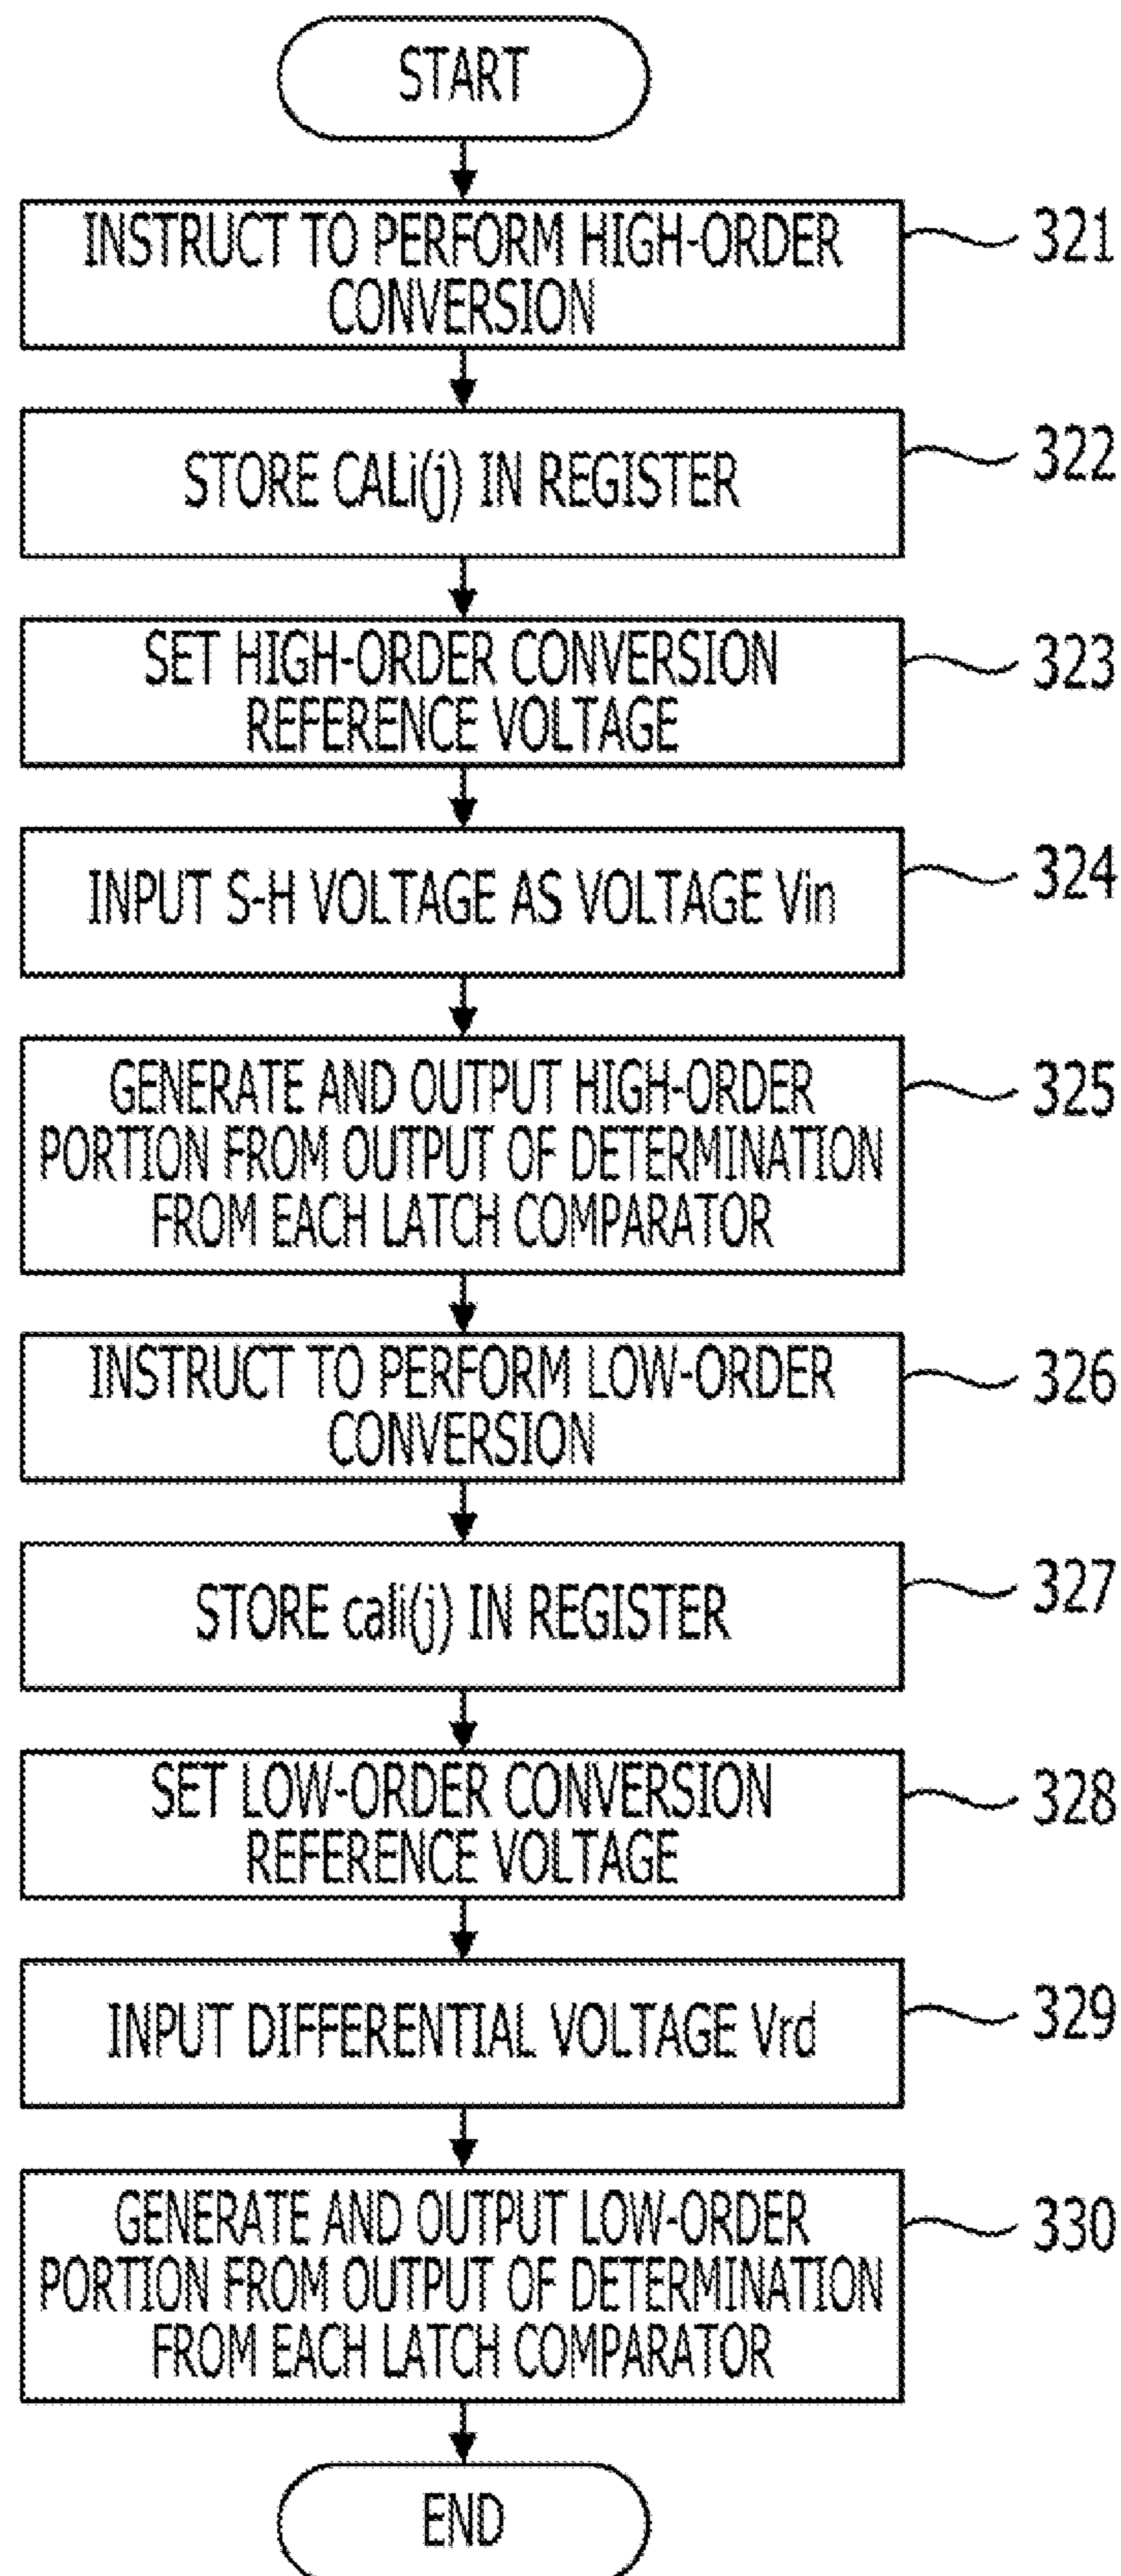 START
INSTRUCT TO PERFORM HIGH-ORDER
CONVERSION
321
STORE CALi(j) IN REGISTER
322
SET HIGH-ORDER CONVERSION
REFERENCE VOLTAGE
323
INPUT S-H VOLTAGE AS VOLTAGE Vin
324
GENERATE AND OUTPUT HIGH-ORDER
PORTION FROM OUTPUT OF DETERMINATION
FROM EACH LATCH COMPARATOR
325
INSTRUCT TO PERFORM LOW-ORDER
CONVERSION
326
STORE cali(j) IN REGISTER
327
SET LOW-ORDER CONVERSION
REFERENCE VOLTAGE
328
INPUT DIFFERENTIAL VOLTAGE Vrd
329
GENERATE AND OUTPUT LOW-ORDER
PORTION FROM OUTPUT OF DETERMINATION
FROM EACH LATCH COMPARATOR
330
END